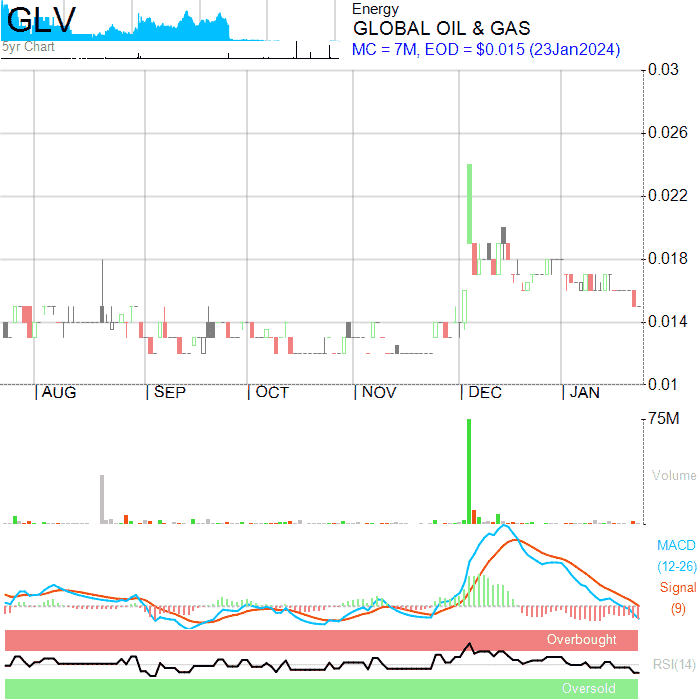 GLV
5yr Chart
Energy
GLOBAL OIL & GAS
MC = 7M, EOD = $0.015 (23Jan2024)
0.03
0.026
0.022
0.018
0.014
0.01
AUG SEP OCT NOV DEC JAN
75M
Volume
MACD
(12-26)
Signal
(9)
Overbought
RSI(14)
Oversold